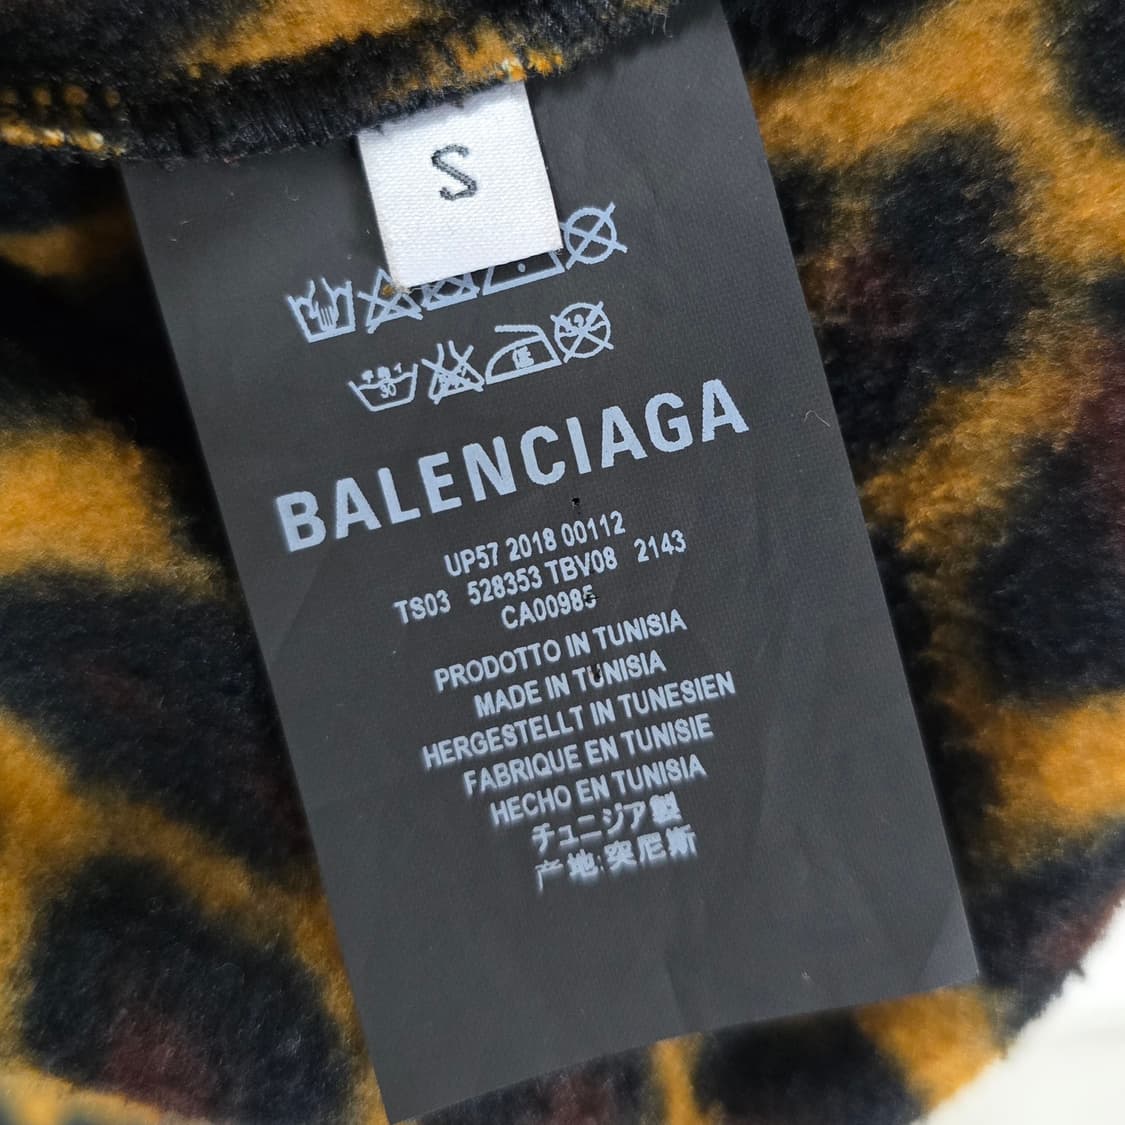 S
30
BALENCIAGA
UP57 2018 00112
TS03 528353 TBV08 2143
CA00985
PRODOTTO IN TUNISIA
MADE IN TUNISIA
HERGESTELLT IN TUNESIEN
FABRIQUE EN TUNISIE
HECHO EN TUNISIA
チュニジア製
产地:突尼斯